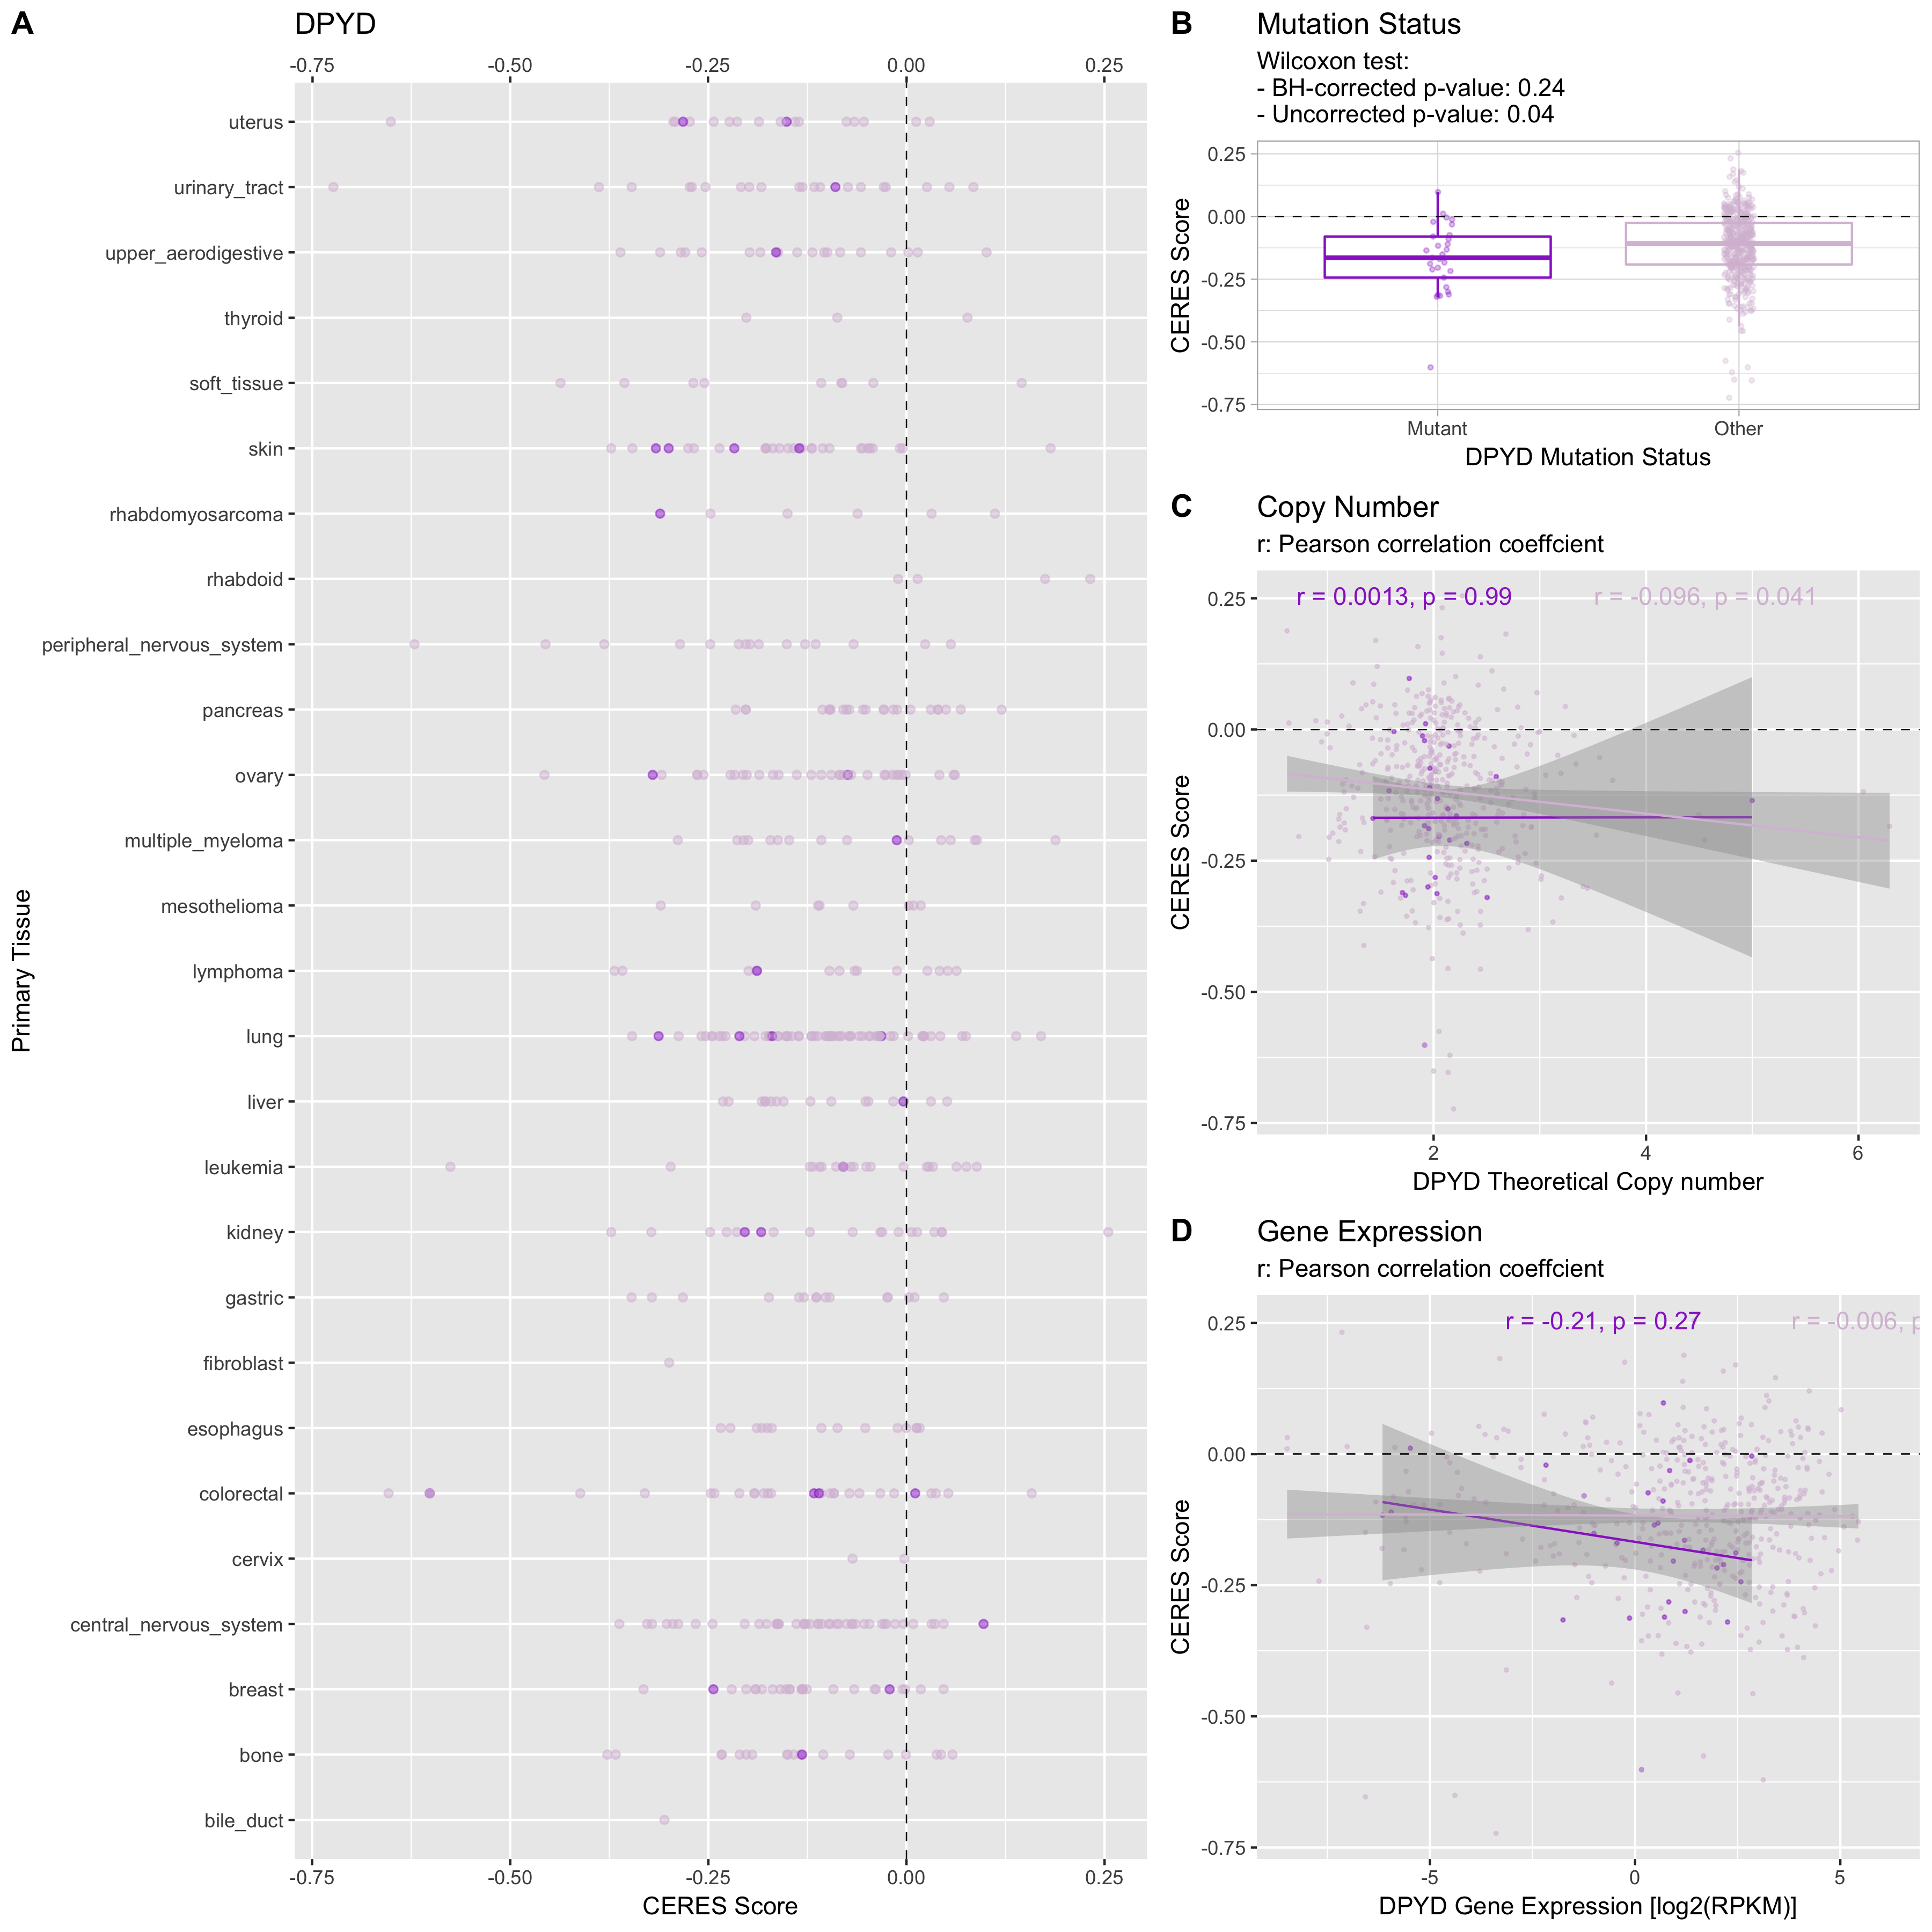 A
DPYD
-0.75 -0.50 -0.25 0.00 0.25
Primary Tissue
uterus
urinary_tract
upper_aerodigestive
thyroid
soft_tissue
skin
rhabdomyosarcoma
rhabdoid
peripheral_nervous_system
pancreas
ovary
multiple_myeloma
mesothelioma
lymphoma
lung
liver
leukemia
kidney
gastric
fibroblast
esophagus
colorectal
cervix
central_nervous_system
breast
bone
bile_duct
-0.75 -0.50 -0.25 0.00 0.25
CERES Score
B
Mutation Status
Wilcoxon test:
- BH-corrected p-value: 0.24
- Uncorrected p-value: 0.04
CERES Score
0.25
0.00
-0.25
-0.50
-0.75
Mutant Other
DPYD Mutation Status
C
Copy Number
r: Pearson correlation coeffcient
r = 0.0013, p = 0.99 r = -0.096, p = 0.041
CERES Score
0.25
0.00
-0.25
-0.50
-0.75
2 4 6
DPYD Theoretical Copy number
D
Gene Expression
r: Pearson correlation coeffcient
r = -0.21, p = 0.27 r = -0.006, p
CERES Score
0.25
0.00
-0.25
-0.50
-0.75
-5 0 5
DPYD Gene Expression [log2(RPKM)]